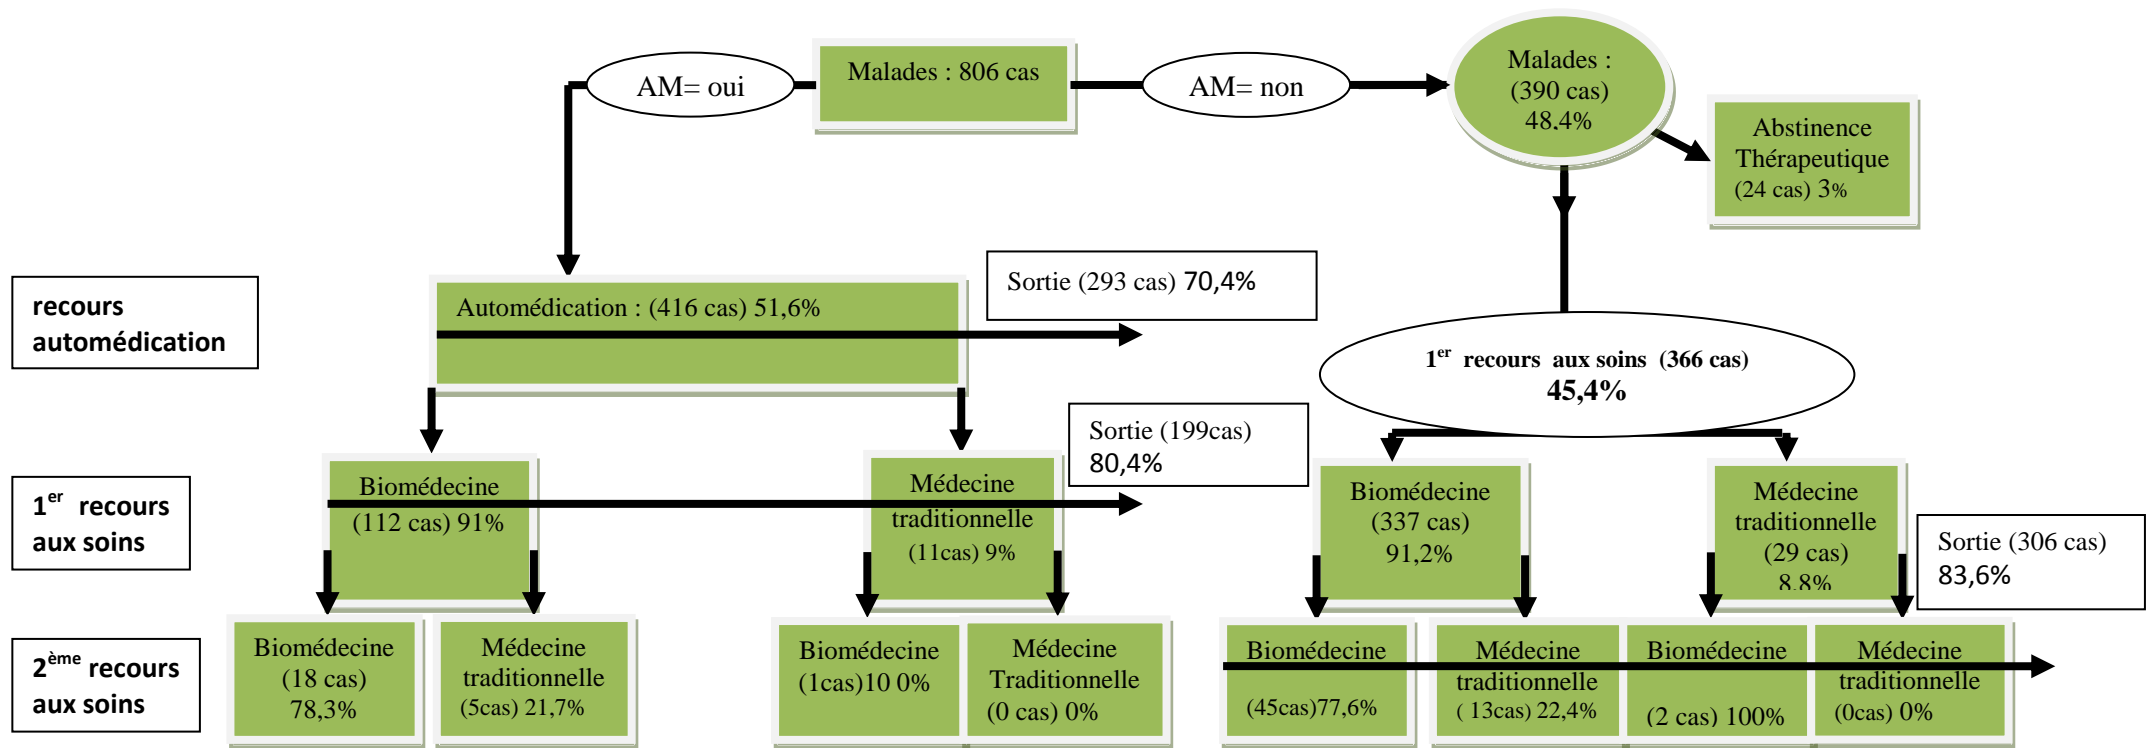 AM= oui
Malades : 806 cas
AM= non
Malades :
(390 cas)
48,4%
Abstinence
Thérapeutique
(24 cas) 3%
recours
automédication
Automédication : (416 cas) 51,6%
Sortie (293 cas) 70,4%
1er recours aux soins (366 cas)
45,4%
1er recours
aux soins
Biomédecine
(112 cas) 91%
Médecine
traditionnelle
(11cas) 9%
Sortie (199cas)
80,4%
Biomédecine
(337 cas)
91,2%
Médecine
traditionnelle
(29 cas)
8,8%
Sortie (306 cas)
83,6%
2ème recours
aux soins
Biomédecine
(18 cas)
78,3%
Médecine
traditionnelle
(5cas) 21,7%
Biomédecine
(1cas)10 0%
Médecine
Traditionnelle
(0 cas) 0%
Biomédecine
(45cas)77,6%
Médecine
traditionnelle
( 13cas) 22,4%
Biomédecine
(2 cas) 100%
Médecine
traditionnelle
(0cas) 0%